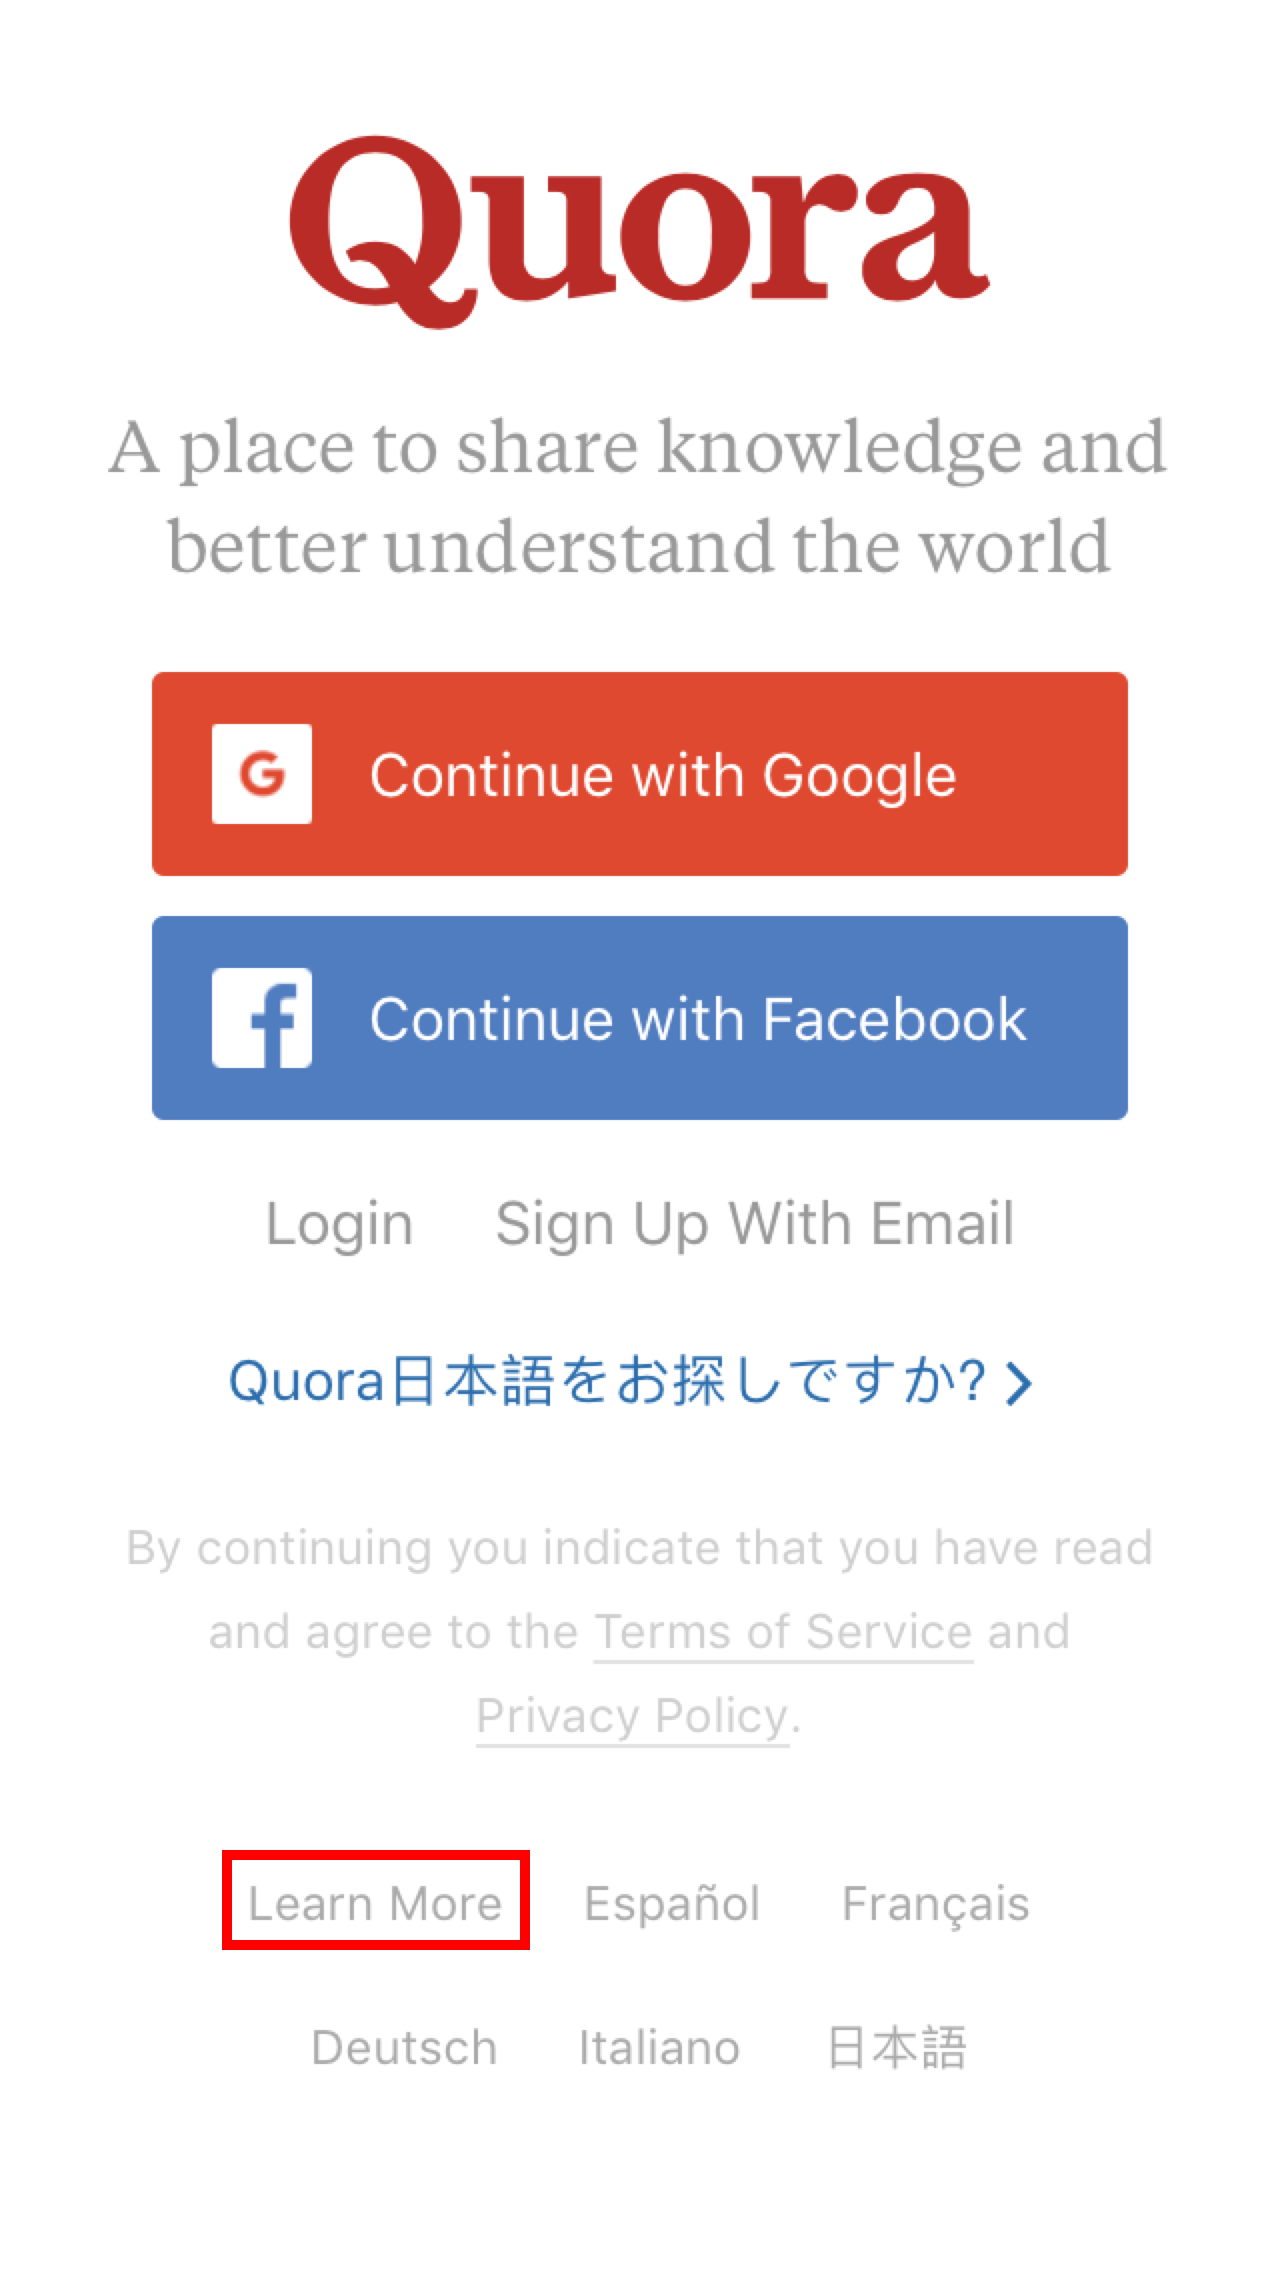 Quora
A place to share knowledge and
better understand the world
G Continue with Google
f Continue with Facebook
Login Sign Up With Email
Quora日本語をお探しですか? >
By continuing you indicate that you have read
and agree to the Terms of Service and
Privacy Policy.
Learn More Español Français
Deutsch Italiano 日本語